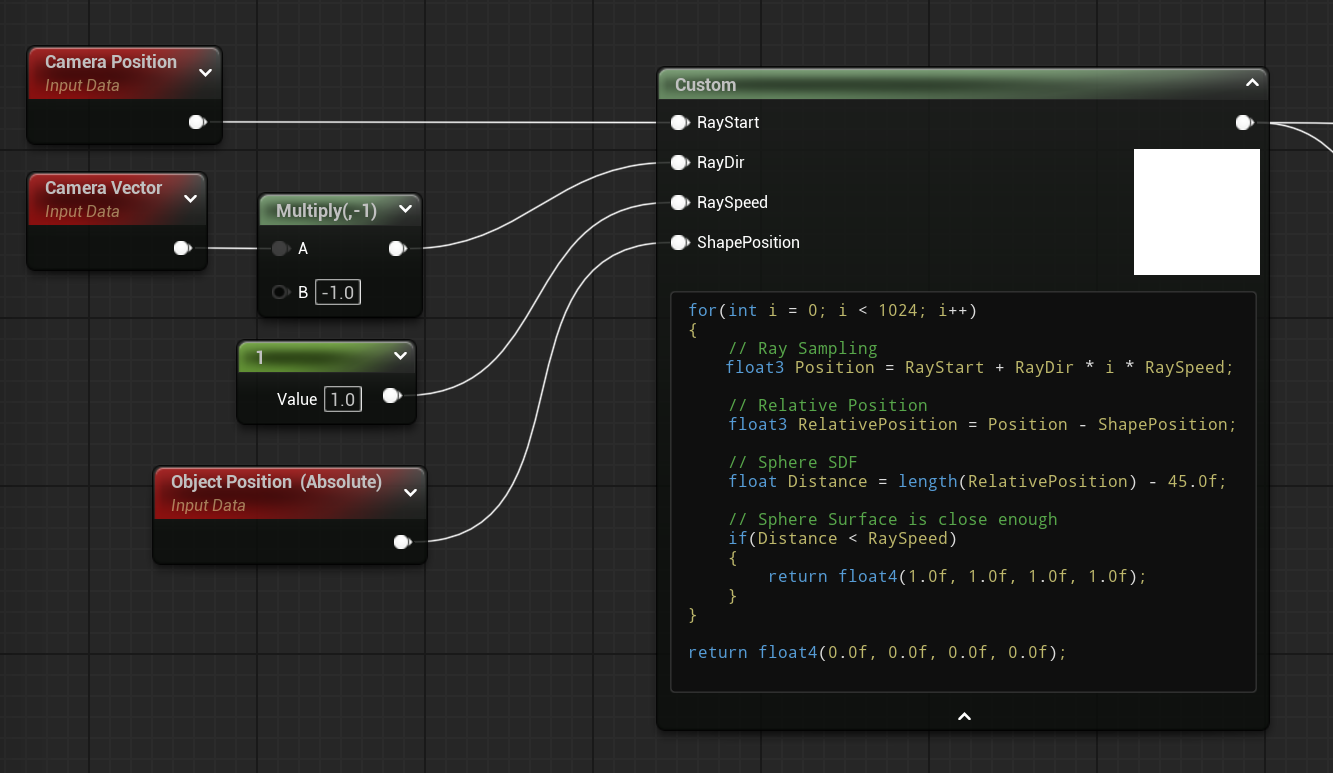 Camera Position
Input Data
Camera Vector
Input Data
Multiply(,-1)
A
B -1.0
1
Value 1.0
Object Position (Absolute)
Input Data
Custom
RayStart
RayDir
RaySpeed
ShapePosition
for(int i = 0; i < 1024; i++)
{
    // Ray Sampling
    float3 Position = RayStart + RayDir * i * RaySpeed;

    // Relative Position
    float3 RelativePosition = Position - ShapePosition;

    // Sphere SDF
    float Distance = length(RelativePosition) - 45.0f;

    // Sphere Surface is close enough
    if(Distance < RaySpeed)
    {
        return float4(1.0f, 1.0f, 1.0f, 1.0f);
    }
}

return float4(0.0f, 0.0f, 0.0f, 0.0f);